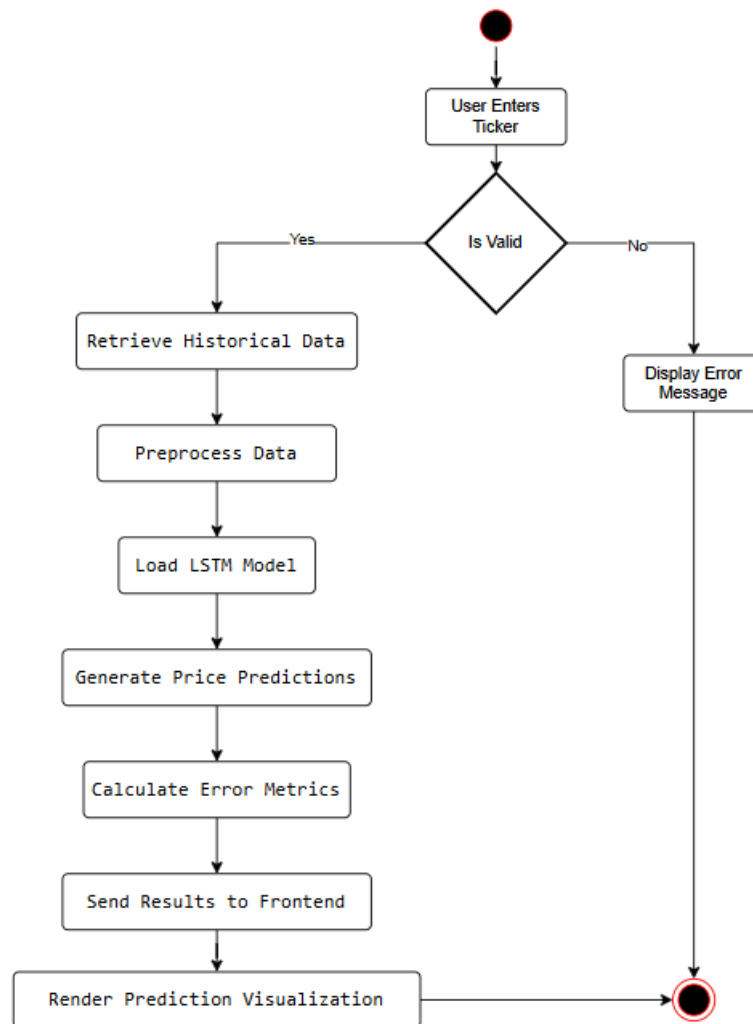 User Enters
Ticker
Is Valid
Yes
No
Retrieve Historical Data
Display Error
Message
Preprocess Data
Load LSTM Model
Generate Price Predictions
Calculate Error Metrics
Send Results to Frontend
Render Prediction Visualization